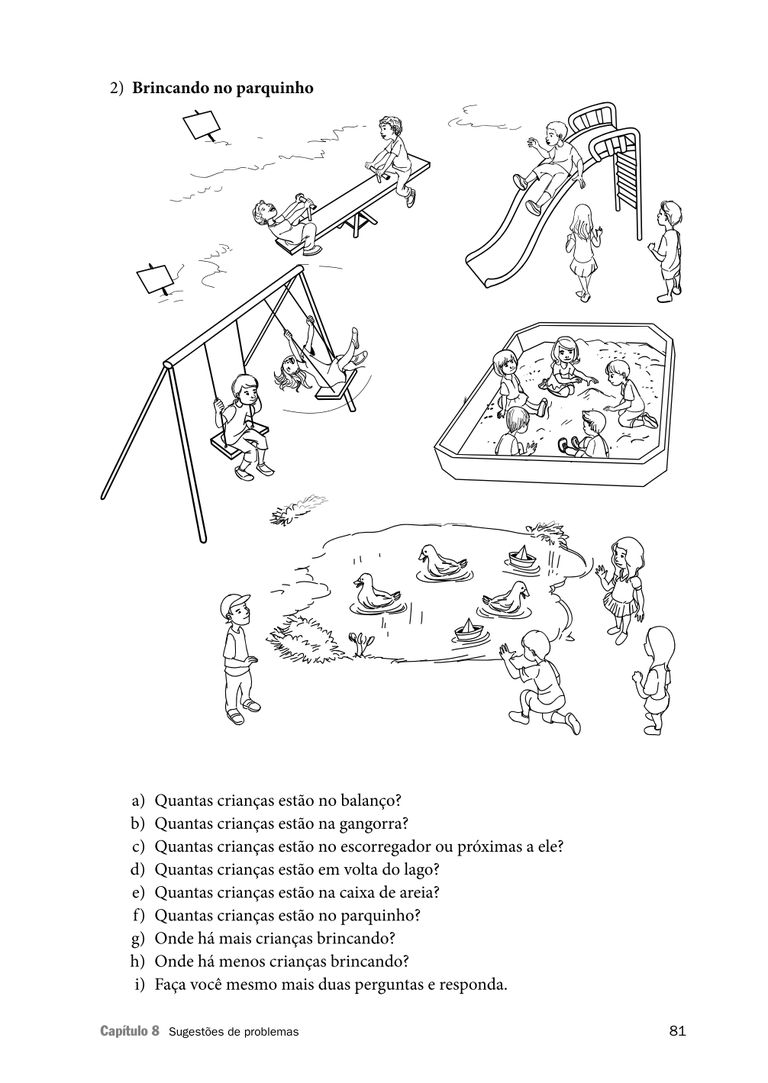 2) Brincando no parquinho
a) Quantas crianças estão no balanço?
b) Quantas crianças estão na gangorra?
c) Quantas crianças estão no escorregador ou próximas a ele?
d) Quantas crianças estão em volta do lago?
e) Quantas crianças estão na caixa de areia?
f) Quantas crianças estão no parquinho?
g) Onde há mais crianças brincando?
h) Onde há menos crianças brincando?
i) Faça você mesmo mais duas perguntas e responda.
Capítulo 8 Sugestões de problemas 81